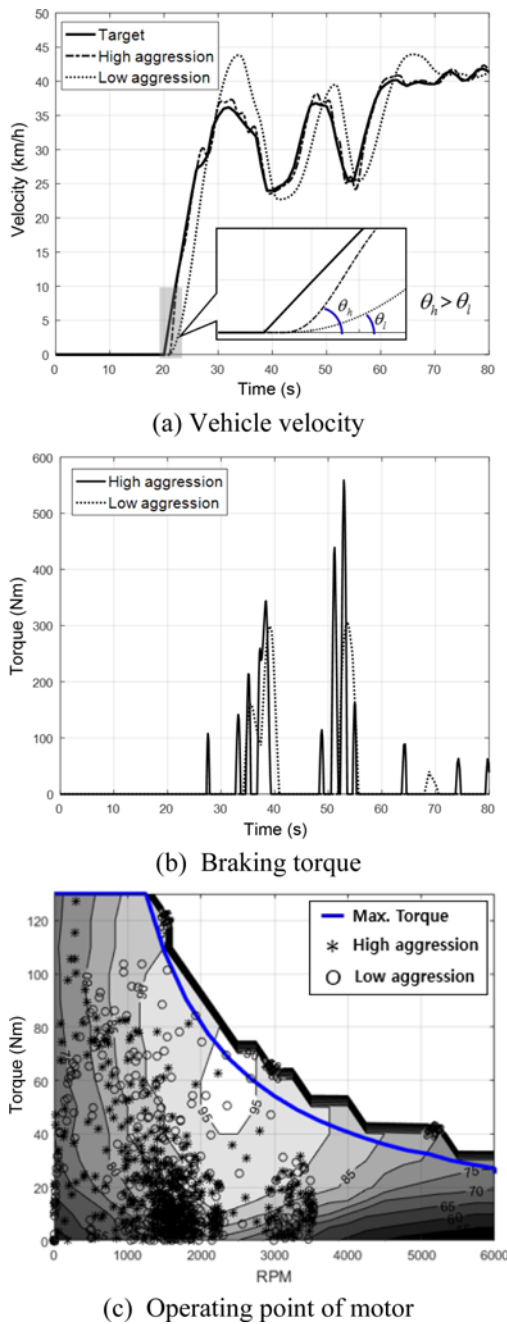 50
45
40
35
30
25
20
15
10
5
0
Velocity (km/h)
Target
High aggression
Low aggression
θh
θl
θh > θl
0 10 20 30 40 50 60 70 80
Time (s)
(a) Vehicle velocity
600
500
400
300
200
100
0
Torque (Nm)
High aggression
Low aggression
0 10 20 30 40 50 60 70 80
Time (s)
(b) Braking torque
120
100
80
60
40
20
0
Torque (Nm)
Max. Torque
High aggression
Low aggression
95
95
85
85
75
70
65
0 1000 2000 3000 4000 5000 6000
RPM
(c) Operating point of motor